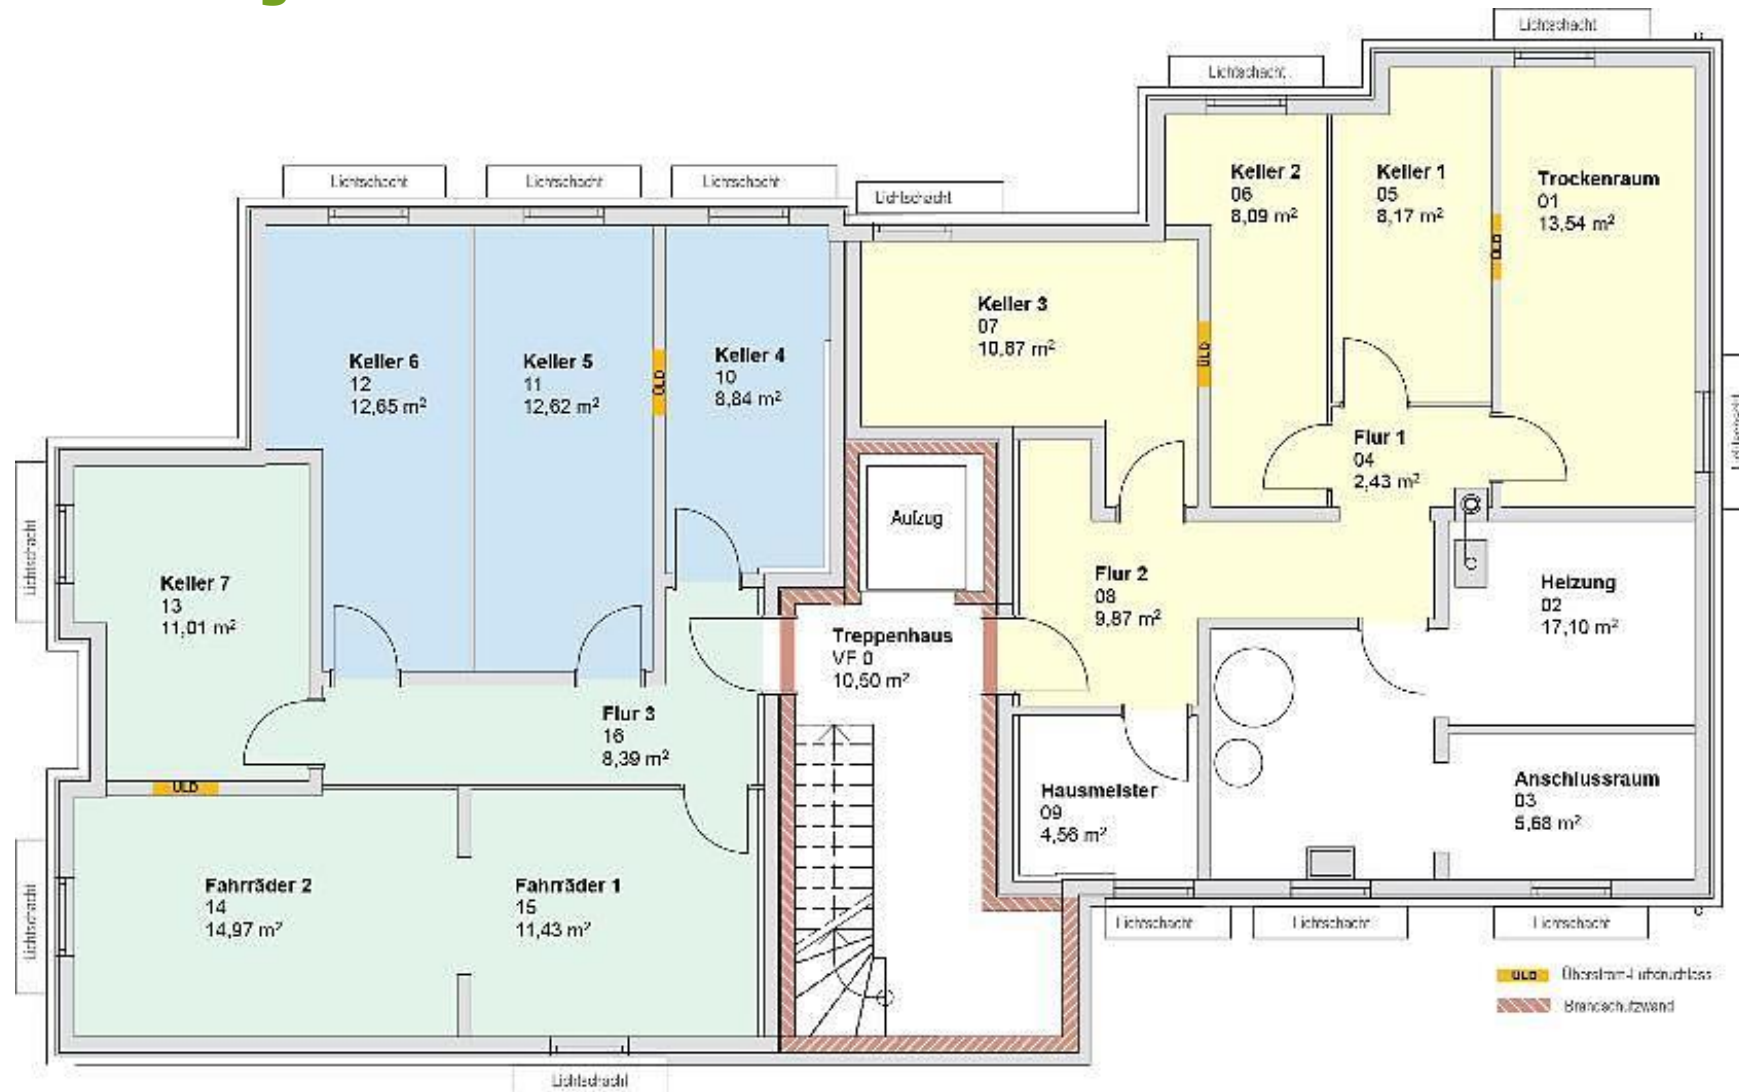 Lichtschacht
Lichtschacht
Lichtschacht
Lichtschacht
Lichtschacht
Lichtschacht
Keller 2
06
8,09 m²
Keller 1
05
8,17 m²
Trockenraum
01
13,54 m²
ÜLD
Keller 3
07
10,87 m²
ÜLD
Keller 6
12
12,65 m²
Keller 5
11
12,62 m²
ÜLD
Keller 4
10
8,84 m²
Lichtschacht
Flur 1
04
2,43 m²
Aufzug
Lichtschacht
Keller 7
13
11,01 m²
Flur 2
08
9,87 m²
Heizung
02
17,10 m²
Treppenhaus
VF 0
10,50 m²
Flur 3
16
8,39 m²
ÜLD
Hausmeister
09
4,56 m²
Anschlussraum
03
5,68 m²
Lichtschacht
Fahrräder 2
14
14,97 m²
Fahrräder 1
15
11,43 m²
Lichtschacht
Lichtschacht
Lichtschacht
ÜLD
Brandschutzwand
Lichtschacht